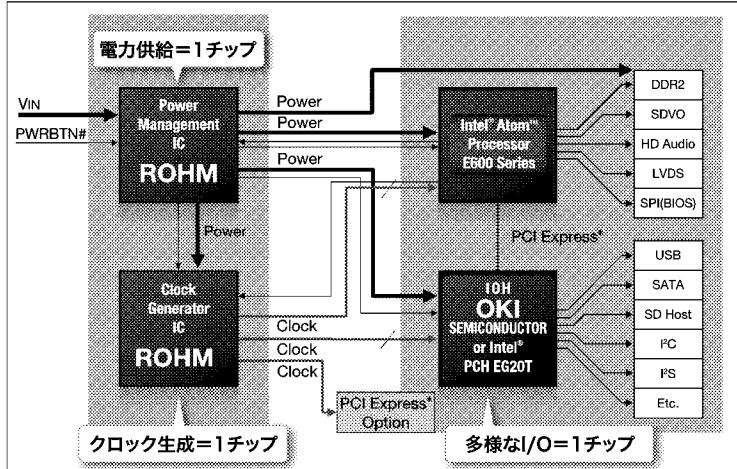 電力供給=1チップ
VIN
PWRBTN#
Power
Management
IC
ROHM
Power
Power
Power
Power
Intel® Atom™
Processor
E600 Series
DDR2
SDVO
HD Audio
LVDS
SPI(BIOS)
PCI Express*
Clock
Generator
IC
ROHM
Clock
Clock
Clock
IOH
OKI
SEMICONDUCTOR
or Intel®
PCH EG20T
USB
SATA
SD Host
I²C
I²S
Etc.
PCI Express*
Option
クロック生成=1チップ
多様なI/O=1チップ